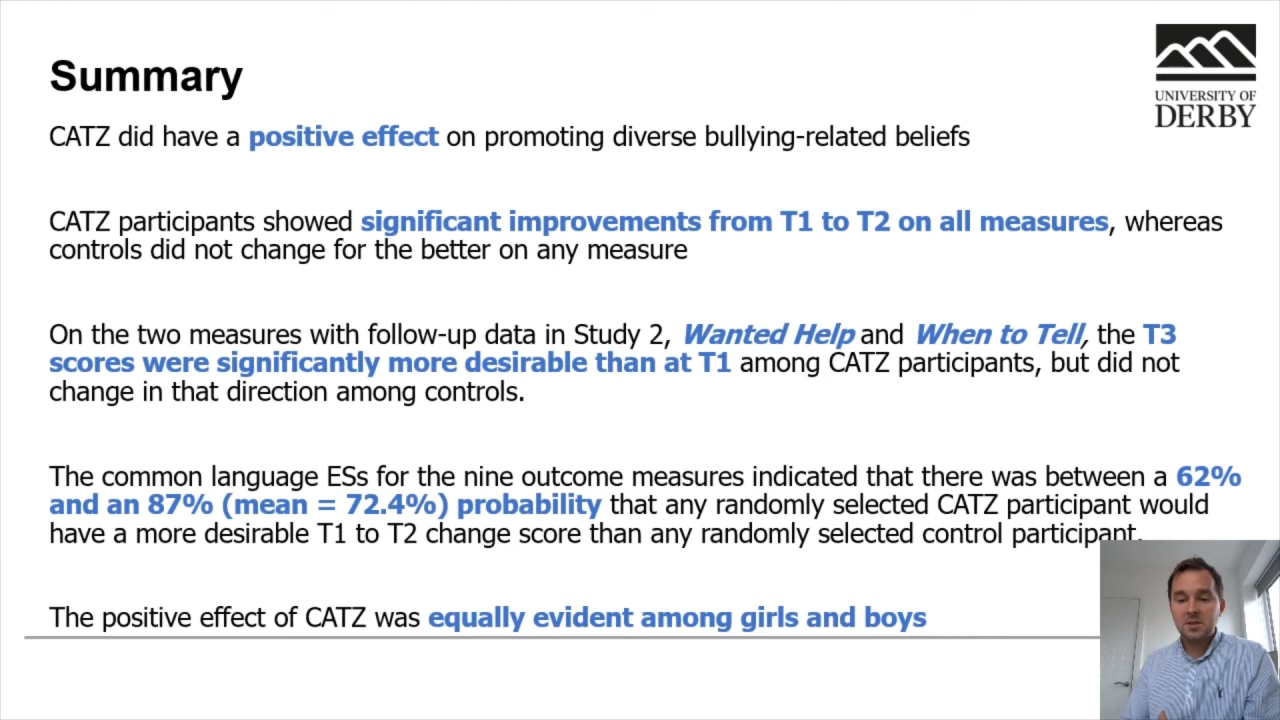 Summary
UNIVERSITY OF
DERBY
CATZ did have a positive effect on promoting diverse bullying-related beliefs
CATZ participants showed significant improvements from T1 to T2 on all measures, whereas
controls did not change for the better on any measure
On the two measures with follow-up data in Study 2, Wanted Help and When to Tell, the T3
scores were significantly more desirable than at T1 among CATZ participants, but did not
change in that direction among controls.
The common language ESs for the nine outcome measures indicated that there was between a 62%
and an 87% (mean = 72.4%) probability that any randomly selected CATZ participant would
have a more desirable T1 to T2 change score than any randomly selected control participant.
The positive effect of CATZ was equally evident among girls and boys